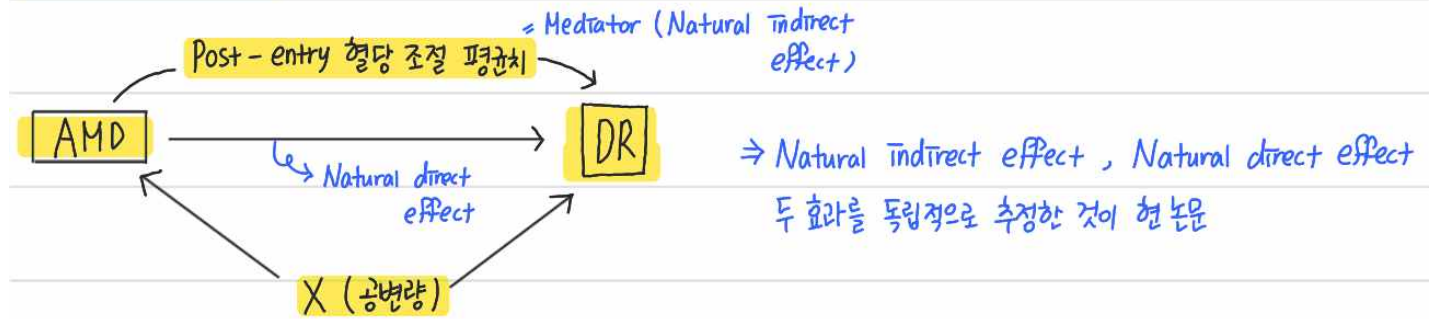 = Mediator (Natural indirect
effect)
Post-entry 혈당 조절 평균치
AMD
DR
Natural direct
effect
⇒ Natural indirect effect, Natural direct effect
두 효과를 독립적으로 추정한 것이 현 논문
X (공변량)